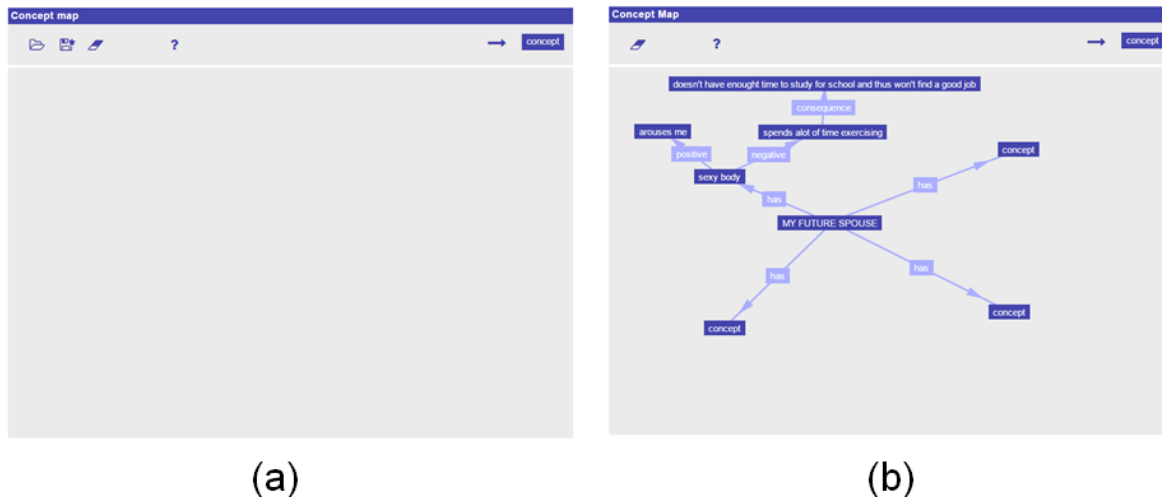 Concept map
?
concept
(a)
Concept Map
?
concept
doesn't have enought time to study for school and thus won't find a good job
consequence
arouses me
spends alot of time exercising
positive
negative
concept
sexy body
has
has
MY FUTURE SPOUSE
has
has
concept
concept
(b)